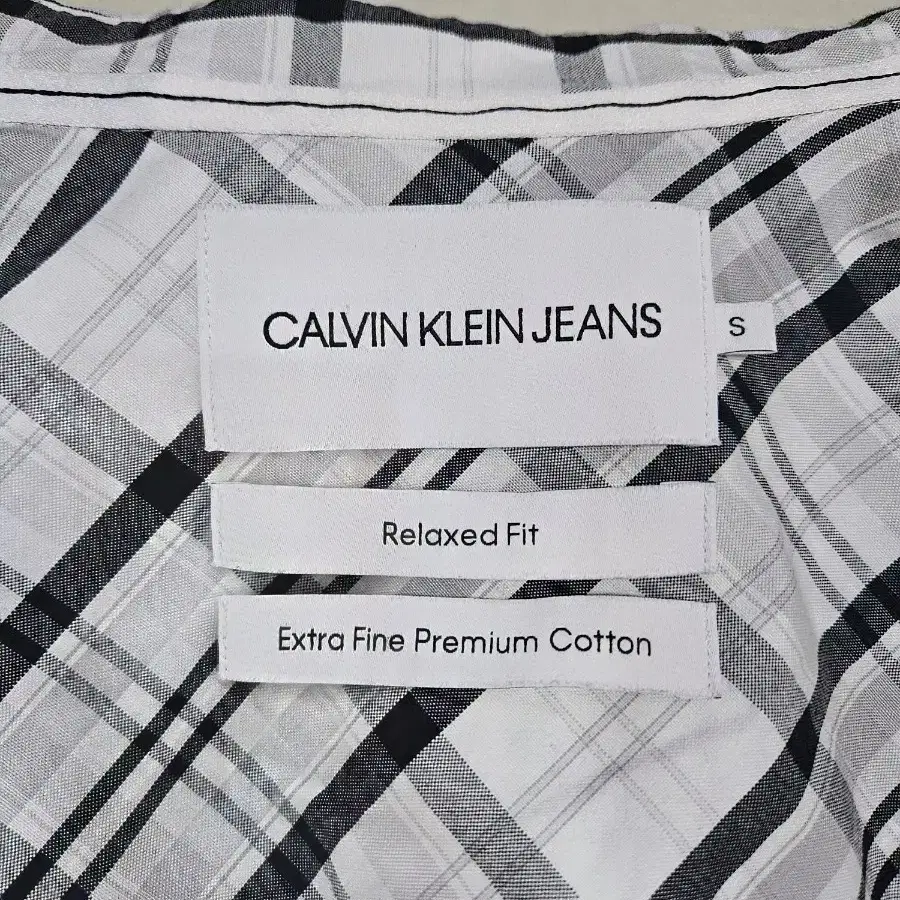 CALVIN KLEIN JEANS
S
Relaxed Fit
Extra Fine Premium Cotton